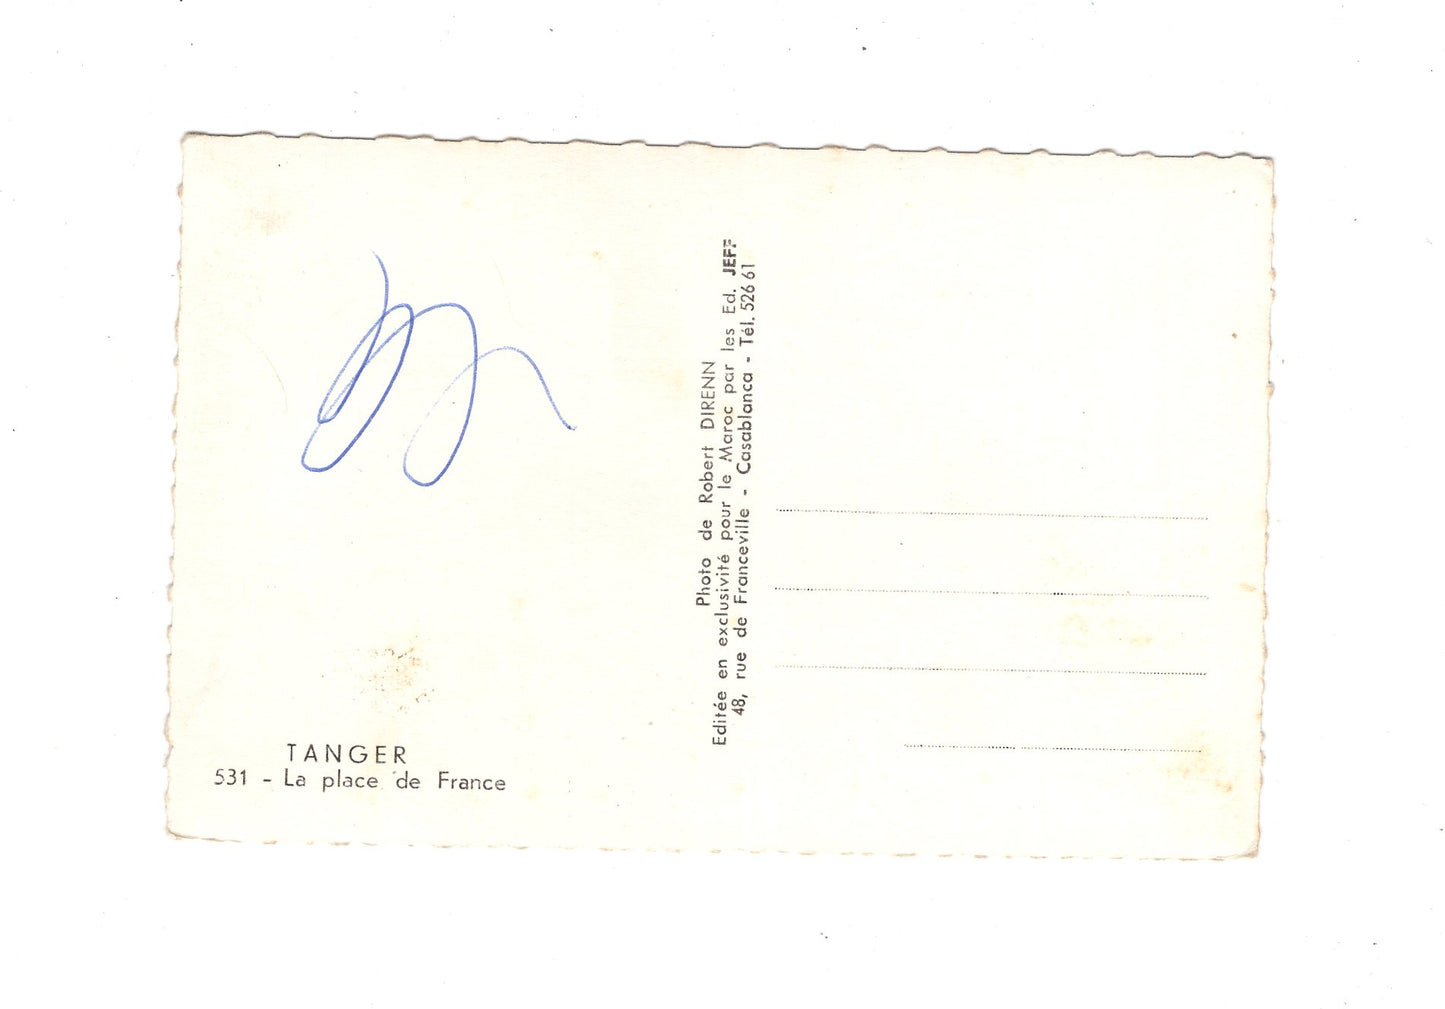 TANGER
531 - La place de France
Photo de Robert DIRENN
Editée en exclusivité pour le Maroc par les Ed. JEFF
48, rue de Franceville - Casablanca - Tél. 526 61